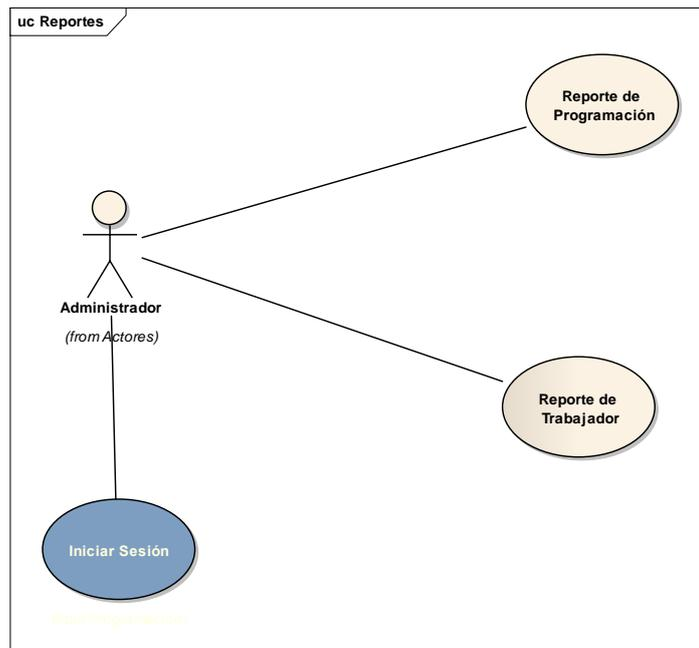 uc Reportes
Reporte de
Programación
Administrador
(from Actores)
Reporte de
Trabajador
Iniciar Sesión